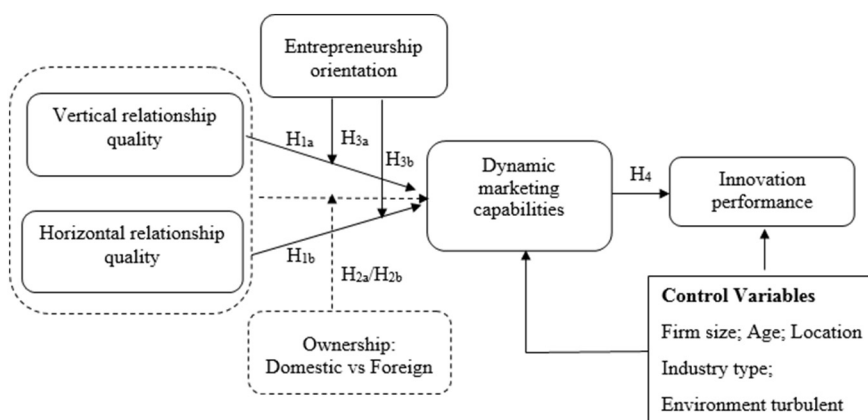 Entrepreneurship
orientation
Vertical relationship
quality
H1a
H3a
H3b
Dynamic
marketing
capabilities
H4
Innovation
performance
Horizontal relationship
quality
H1b
H2a/H2b
Ownership:
Domestic vs Foreign
Control Variables
Firm size; Age; Location
Industry type;
Environment turbulent